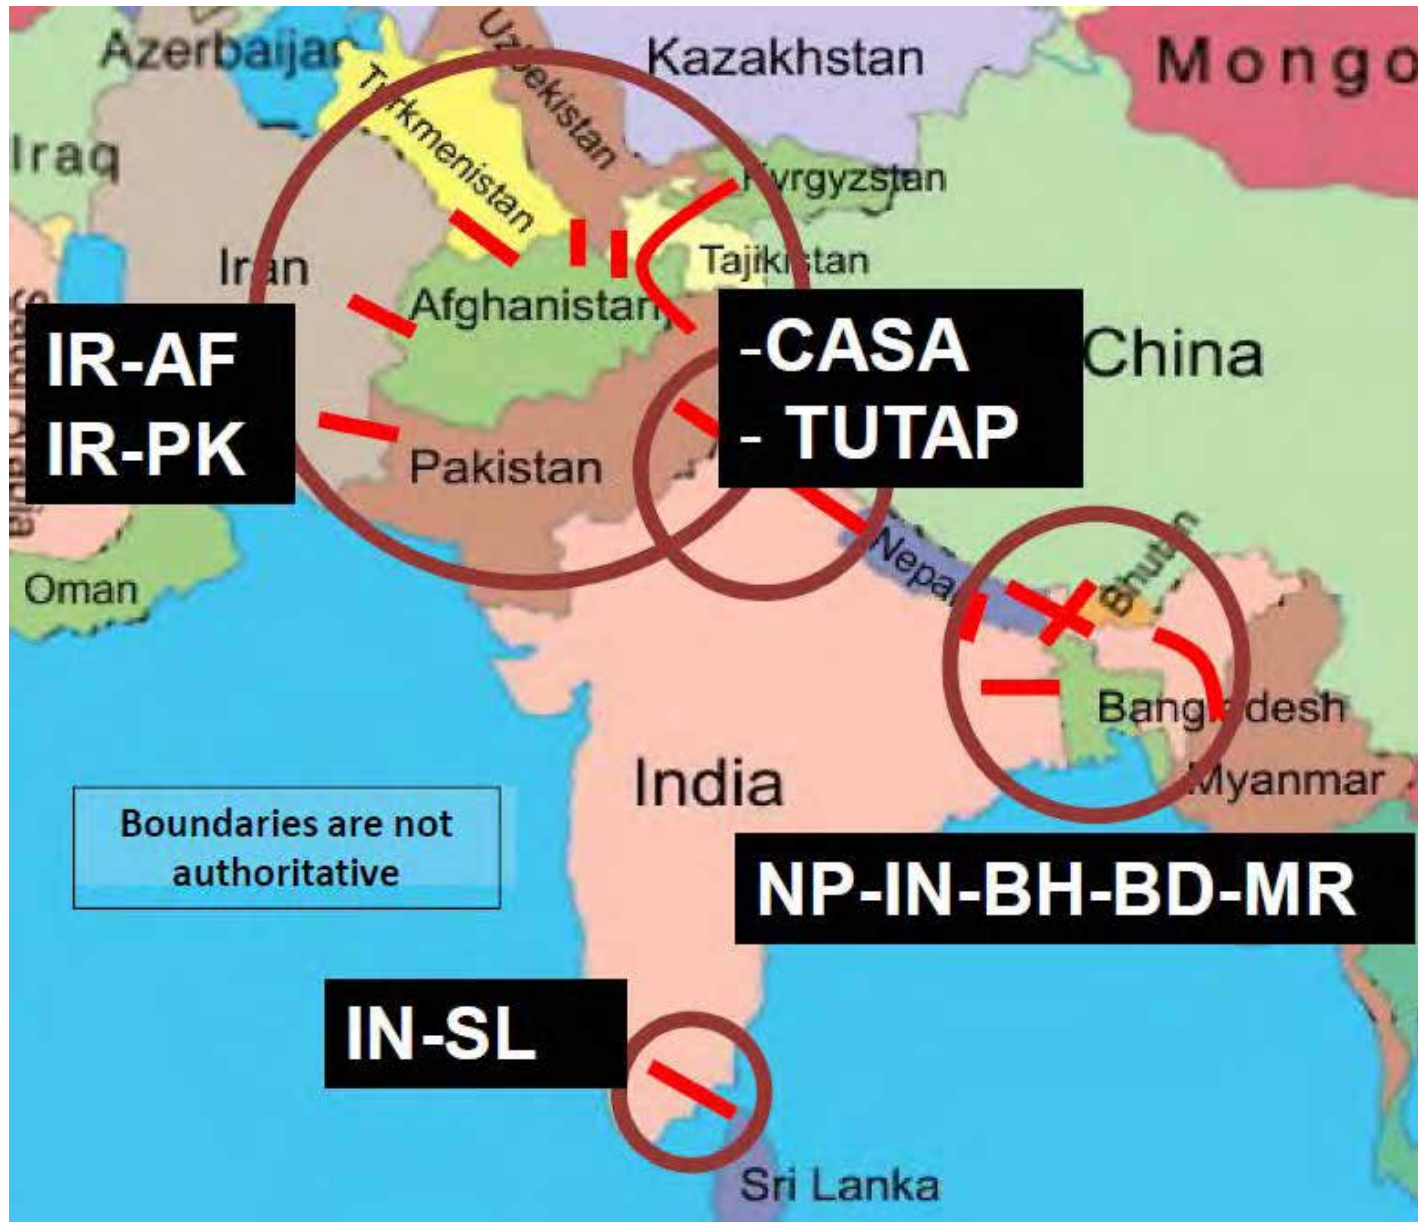 Azerbaijan
Uzbekistan
Kazakhstan
Mongo
Turkmenistan
Iraq
Kyrgyzstan
Iran
Tajikistan
Afghanistan
IR-AF
IR-PK
-CASA
- TUTAP
China
Pakistan
Oman
Nepal
Bhutan
Bangladesh
India
Myanmar
Boundaries are not
authoritative
NP-IN-BH-BD-MR
IN-SL
Sri Lanka